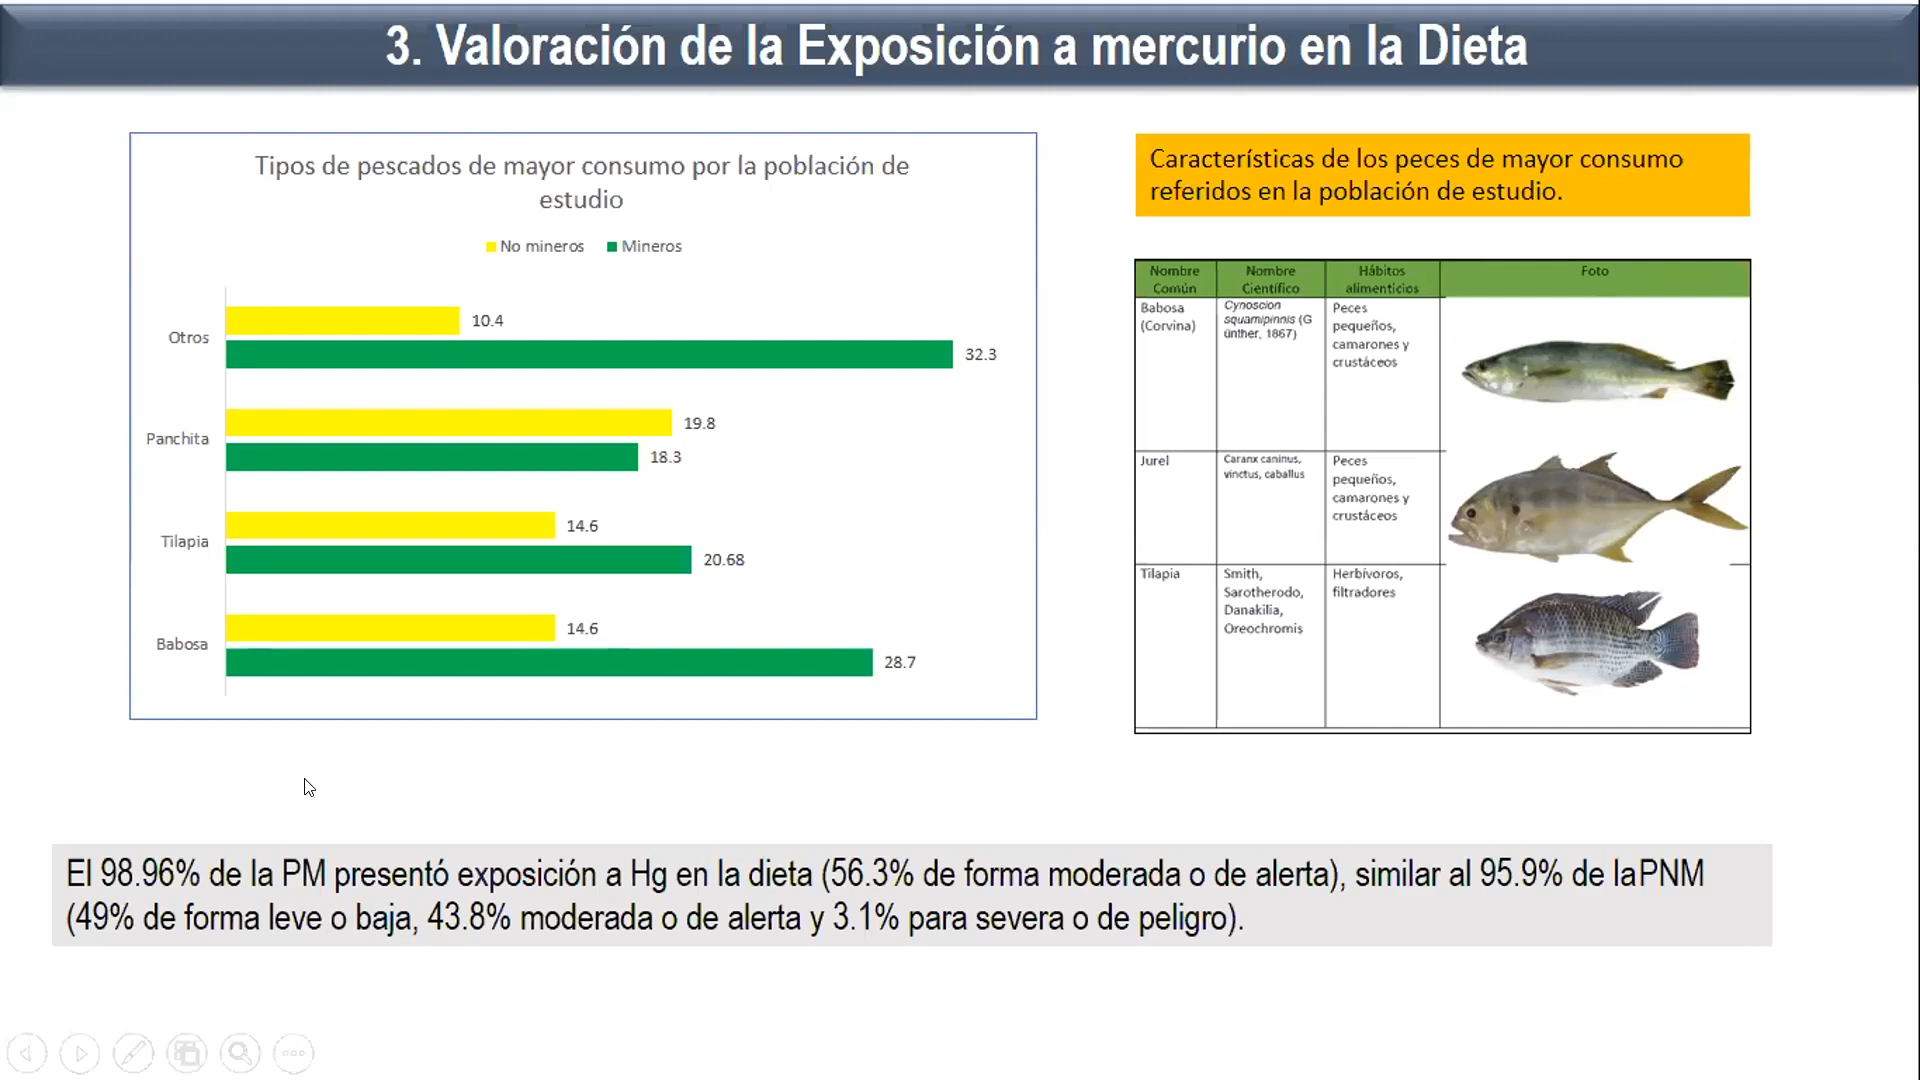 3. Valoración de la Exposición a mercurio en la Dieta
Tipos de pescados de mayor consumo por la población de
estudio
No mineros Mineros
Otros
10.4
32.3
Panchita
19.8
18.3
Tilapia
14.6
20.68
Babosa
14.6
28.7
Características de los peces de mayor consumo
referidos en la población de estudio.
Nombre
Común
Nombre
Científico
Hábitos
alimenticios
Foto
Babosa
(Corvina)
Cynoscion
squamipinnis (G
ünther, 1867)
Peces
pequeños,
camarones y
crustáceos
Jurel
Caranx caninus,
vinctus, caballus
Peces
pequeños,
camarones y
crustáceos
Tilapia
Smith,
Sarotherodo,
Danakilia,
Oreochromis
Herbívoros,
filtradores
El 98.96% de la PM presentó exposición a Hg en la dieta (56.3% de forma moderada o de alerta), similar al 95.9% de laPNM
(49% de forma leve o baja, 43.8% moderada o de alerta y 3.1% para severa o de peligro).